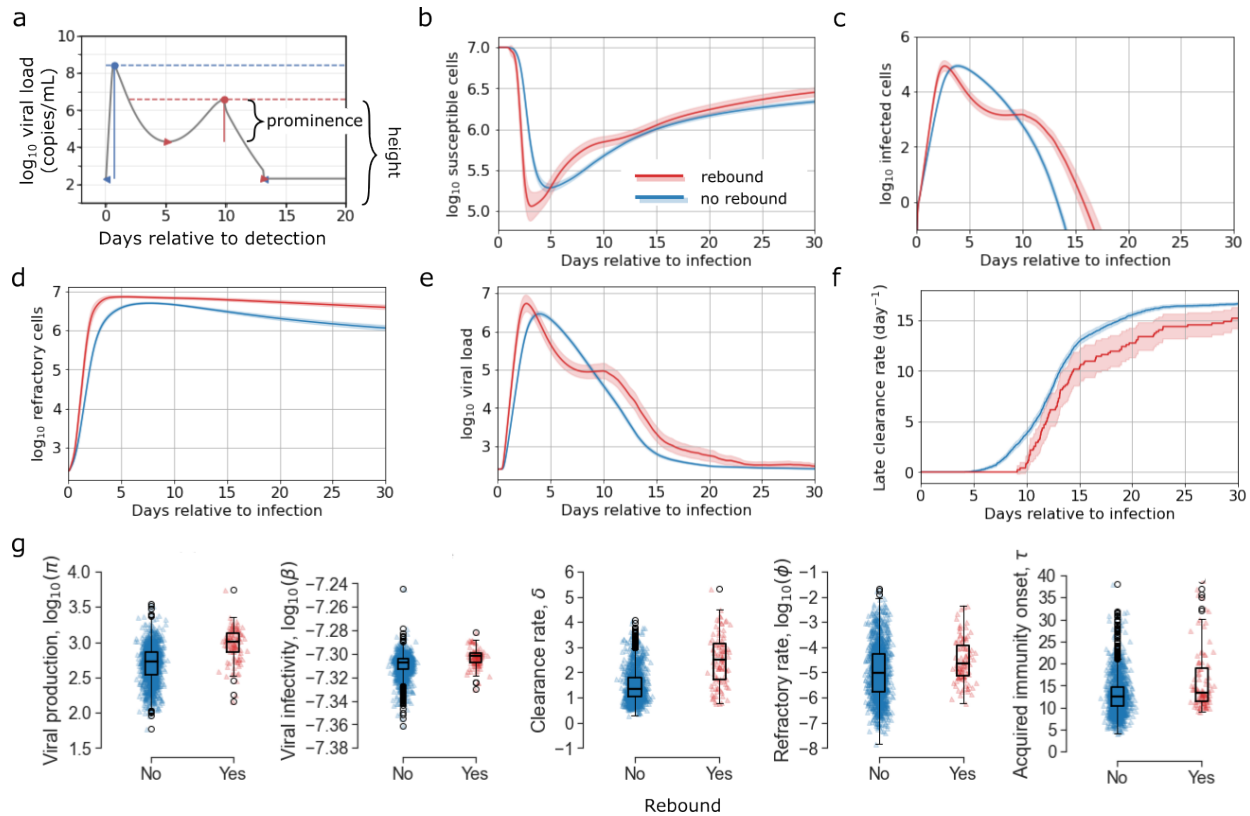 a
log₁₀ viral load
(copies/mL)
10
8
6
4
2
0
5
10
15
20
Days relative to detection
prominence
height
b
log₁₀ susceptible cells
7.0
6.5
6.0
5.5
5.0
rebound
no rebound
0
5
10
15
20
25
30
Days relative to infection
c
log₁₀ infected cells
6
4
2
0
0
5
10
15
20
25
30
Days relative to infection
d
log₁₀ refractory cells
7
6
5
4
3
0
5
10
15
20
25
30
Days relative to infection
e
log₁₀ viral load
7
6
5
4
3
0
5
10
15
20
25
30
Days relative to infection
f
Late clearance rate (day⁻¹)
15
10
5
0
0
5
10
15
20
25
30
Days relative to infection
g
Viral production, log₁₀(π)
4.0
3.5
3.0
2.5
2.0
1.5
No
Yes
Viral infectivity, log₁₀(β)
−7.24
−7.26
−7.28
−7.30
−7.32
−7.34
−7.36
−7.38
No
Yes
Clearance rate, δ
6
5
4
3
2
1
0
−1
No
Yes
Refractory rate, log₁₀(ϕ)
−1
−2
−3
−4
−5
−6
−7
−8
No
Yes
Acquired immunity onset, τ
40
35
30
25
20
15
10
5
0
No
Yes
Rebound